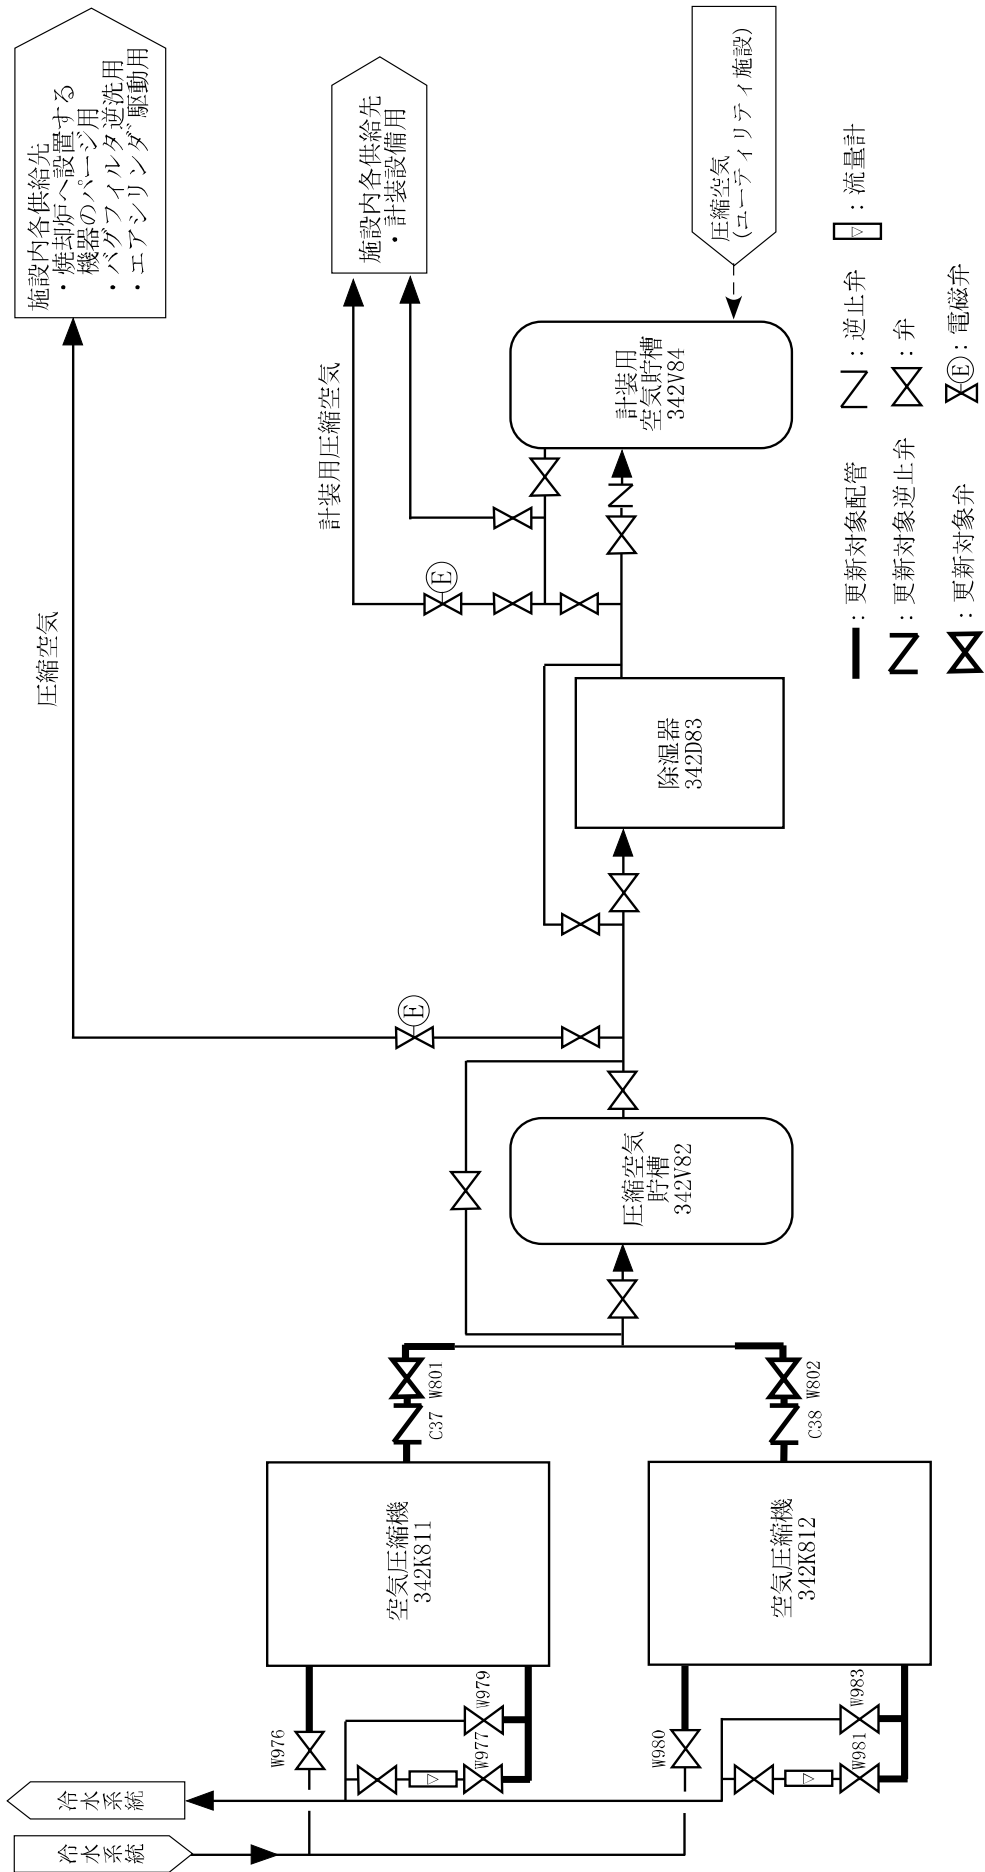 施設内各供給先
・焼却炉へ設置する
機器のパージ用
・バグフィルタ逆洗用
・エアシリンダ駆動用
施設内各供給先
・計装設備用
圧縮空気
(ユーティリティ施設)
圧縮空気
計装用圧縮空気
E
E
計装用
空気貯槽
342V84
除湿器
342D83
圧縮空気
貯槽
342V82
空気圧縮機
342K811
空気圧縮機
342K812
C37 W801
C38 W802
W976
W977
W979
W980
W981
W983
冷水系統
冷水系統
:更新対象配管
:逆止弁
:流量計
:更新対象逆止弁
:弁
:更新対象弁
E
:電磁弁